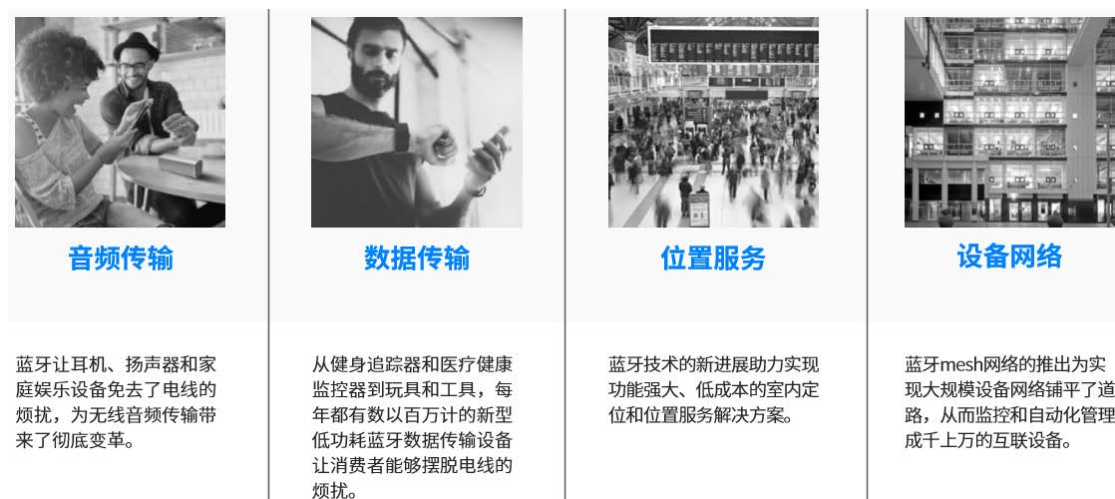 音频传输
蓝牙让耳机、扬声器和家
庭娱乐设备免去了电线的
烦扰，为无线音频传输带
来了彻底变革。
数据传输
从健身追踪器和医疗健康
监控器到玩具和工具，每
年都有数以百万计的新型
低功耗蓝牙数据传输设备
让消费者能够摆脱电线的
烦扰。
位置服务
蓝牙技术的新进展助力实现
功能强大、低成本的室内定
位和位置服务解决方案。
设备网络
蓝牙mesh网络的推出为实
现大规模设备网络铺平了道
路，从而监控和自动化管理
成千上万的互联设备。